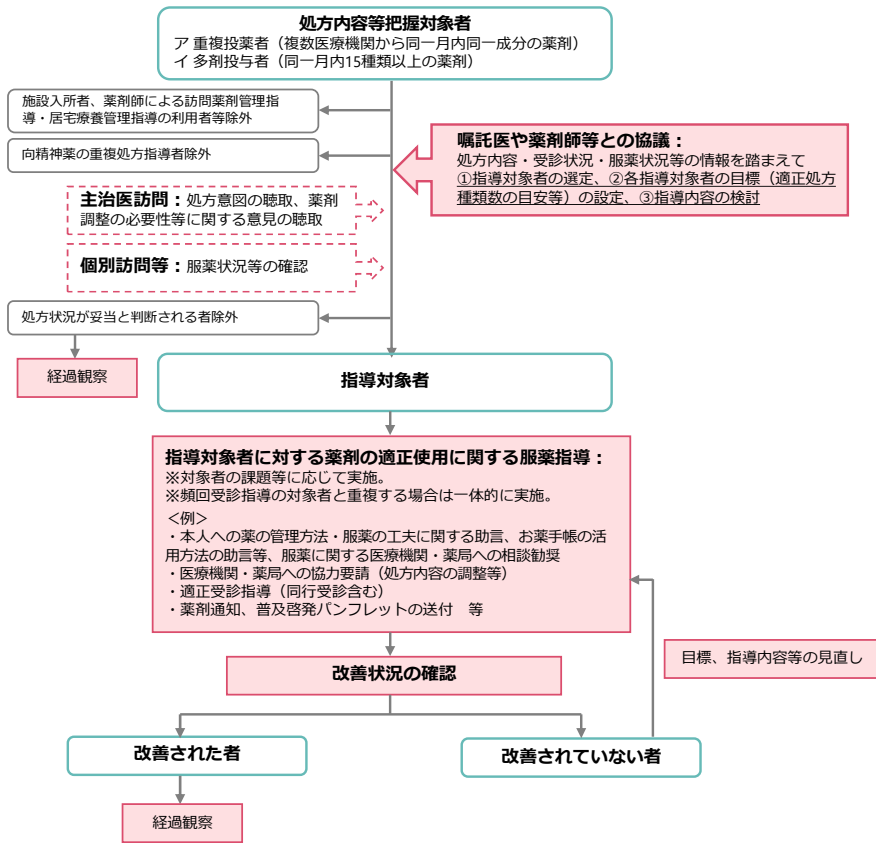 処方内容等把握対象者
ア 重複投薬者（複数医療機関から同一月内同一成分の薬剤）
イ 多剤投与者（同一月内15種類以上の薬剤）
施設入所者、薬剤師による訪問薬剤管理指
導・居宅療養管理指導の利用者等除外
向精神薬の重複処方指導者除外
嘱託医や薬剤師等との協議：
処方内容・受診状況・服薬状況等の情報を踏まえて
①指導対象者の選定、②各指導対象者の目標（適正処方
種類数の目安等）の設定、③指導内容の検討
主治医訪問：処方意図の聴取、薬剤
調整の必要性等に関する意見の聴取
個別訪問等：服薬状況等の確認
処方状況が妥当と判断される者除外
経過観察
指導対象者
指導対象者に対する薬剤の適正使用に関する服薬指導：
※対象者の課題等に応じて実施。
※頻回受診指導の対象者と重複する場合は一体的に実施。
＜例＞
・本人への薬の管理方法・服薬の工夫に関する助言、お薬手帳の活
用方法の助言等、服薬に関する医療機関・薬局への相談勧奨
・医療機関・薬局への協力要請（処方内容の調整等）
・適正受診指導（同行受診含む）
・薬剤通知、普及啓発パンフレットの送付　等
目標、指導内容等の見直し
改善状況の確認
改善された者
改善されていない者
経過観察